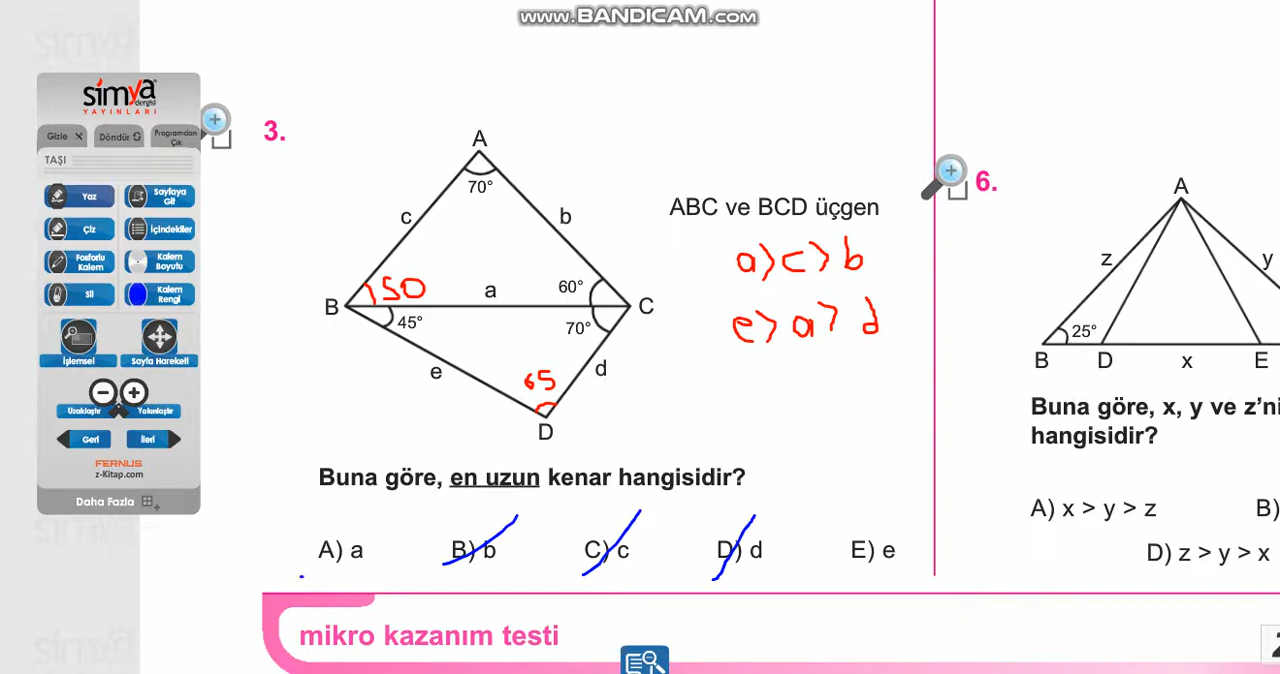 www.BANDICAM.com
simya
dergisi
YAYINLARI
Gizle
Döndür
Programdan Çık
TAŞI
Yaz
Sayfaya Git
Çiz
İçindekiler
Fosforlu Kalem
Kalem Boyutu
Sil
Kalem Rengi
İşlemsel
Sayfa Hareketi
Uzaklaştır
Yakınlaştır
Geri
İleri
FERNUS
z-Kitap.com
Daha Fazla
3.
A
70°
c
b
B
50
a
60°
C
45°
70°
e
65
d
D
ABC ve BCD üçgen
a > c > b
e > a > d
Buna göre, en uzun kenar hangisidir?
A) a B) b C) c D) d E) e
mikro kazanım testi
6.
A
z
y
25°
B
D
x
E
Buna göre, x, y ve z'ni
hangisidir?
A) x > y > z B)
D) z > y > x